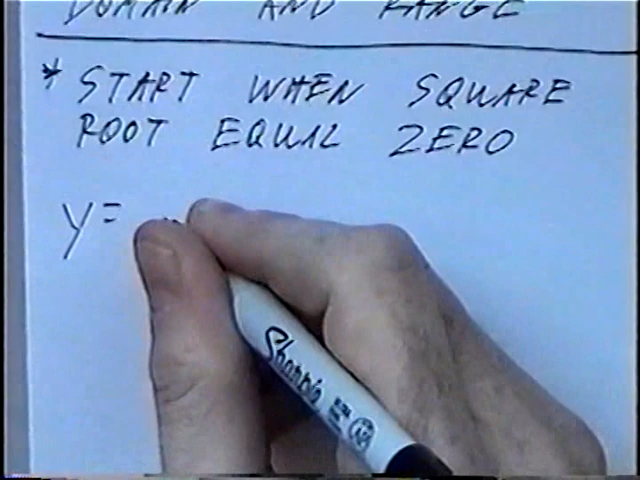 DOMAIN AND RANGE
* START WHEN SQUARE
ROOT EQUAL ZERO
y=
Sharpie